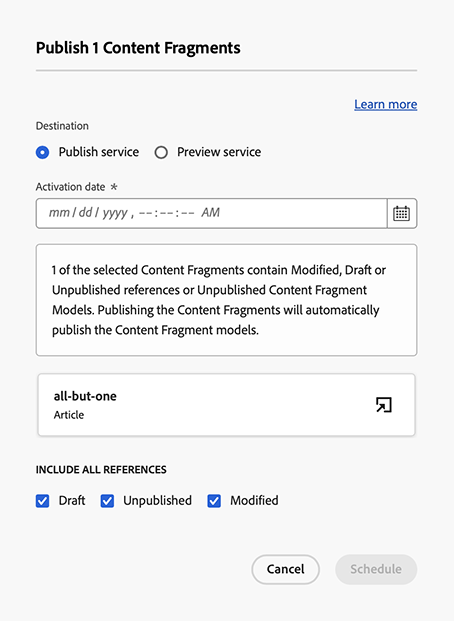 Publish 1 Content Fragments
Learn more
Destination
Publish service
Preview service
Activation date *
mm / dd / yyyy , -- : -- : -- AM
1 of the selected Content Fragments contain Modified, Draft or
Unpublished references or Unpublished Content Fragment
Models. Publishing the Content Fragments will automatically
publish the Content Fragment models.
all-but-one
Article
INCLUDE ALL REFERENCES
Draft
Unpublished
Modified
Cancel
Schedule